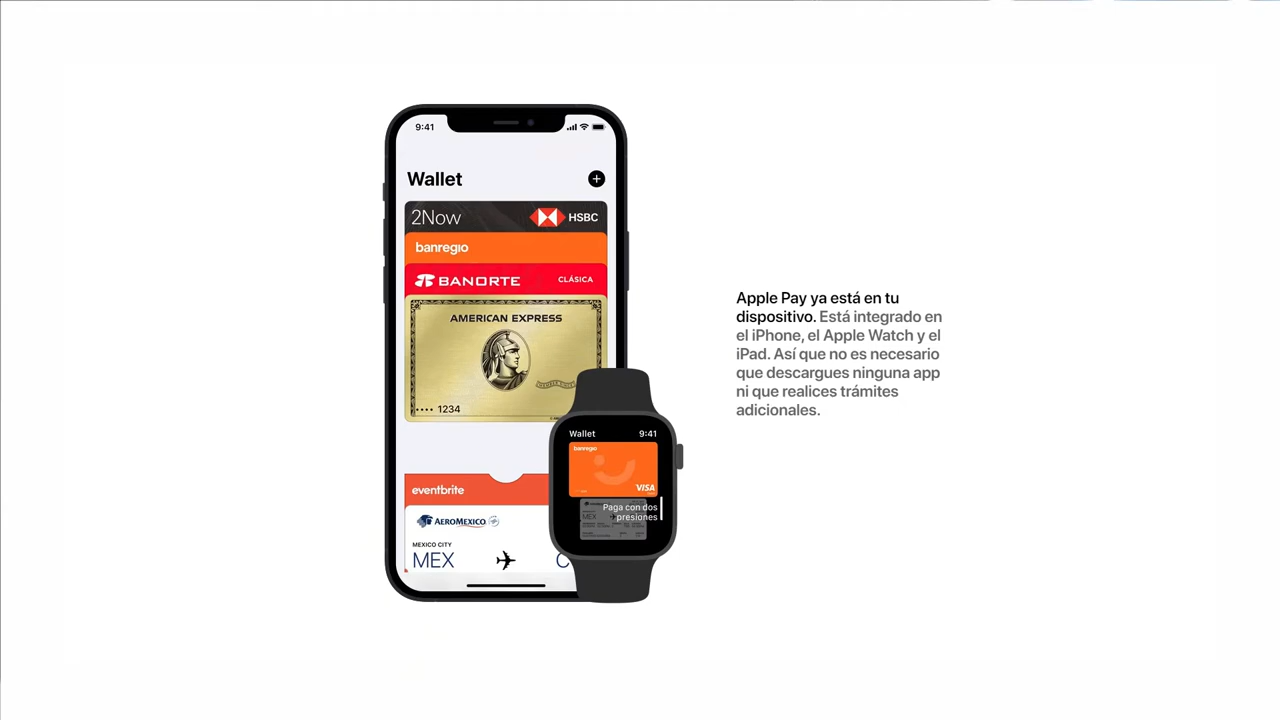 9:41
Wallet
2Now HSBC
banregio
BANORTE CLÁSICA
AMERICAN EXPRESS
•••• 1234
eventbrite
AEROMEXICO
MEXICO CITY
MEX
Wallet 9:41
banregio
VISA
MEX
Paga con dos
presiones
Apple Pay ya está en tu
dispositivo. Está integrado en
el iPhone, el Apple Watch y el
iPad. Así que no es necesario
que descargues ninguna app
ni que realices trámites
adicionales.